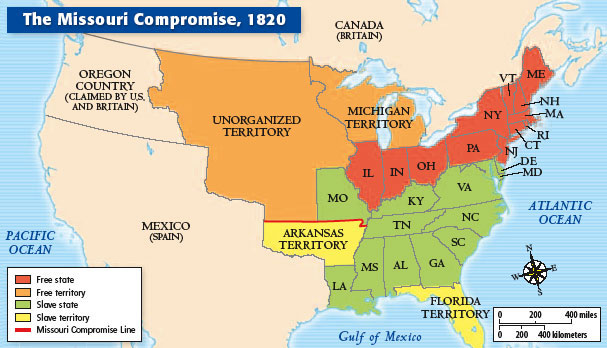 The Missouri Compromise, 1820
CANADA
(BRITAIN)
OREGON
COUNTRY
(CLAIMED BY U.S.
AND BRITAIN)
UNORGANIZED
TERRITORY
MICHIGAN
TERRITORY
VT
ME
NH
MA
NY
RI
CT
PA
NJ
DE
MD
OH
IN
IL
MO
KY
VA
NC
TN
SC
ARKANSAS
TERRITORY
MS
AL
GA
LA
FLORIDA
TERRITORY
MEXICO
(SPAIN)
PACIFIC
OCEAN
ATLANTIC
OCEAN
Gulf of Mexico
N
W
E
S
Free state
Free territory
Slave state
Slave territory
Missouri Compromise Line
0 200 400 miles
0 200 400 kilometers